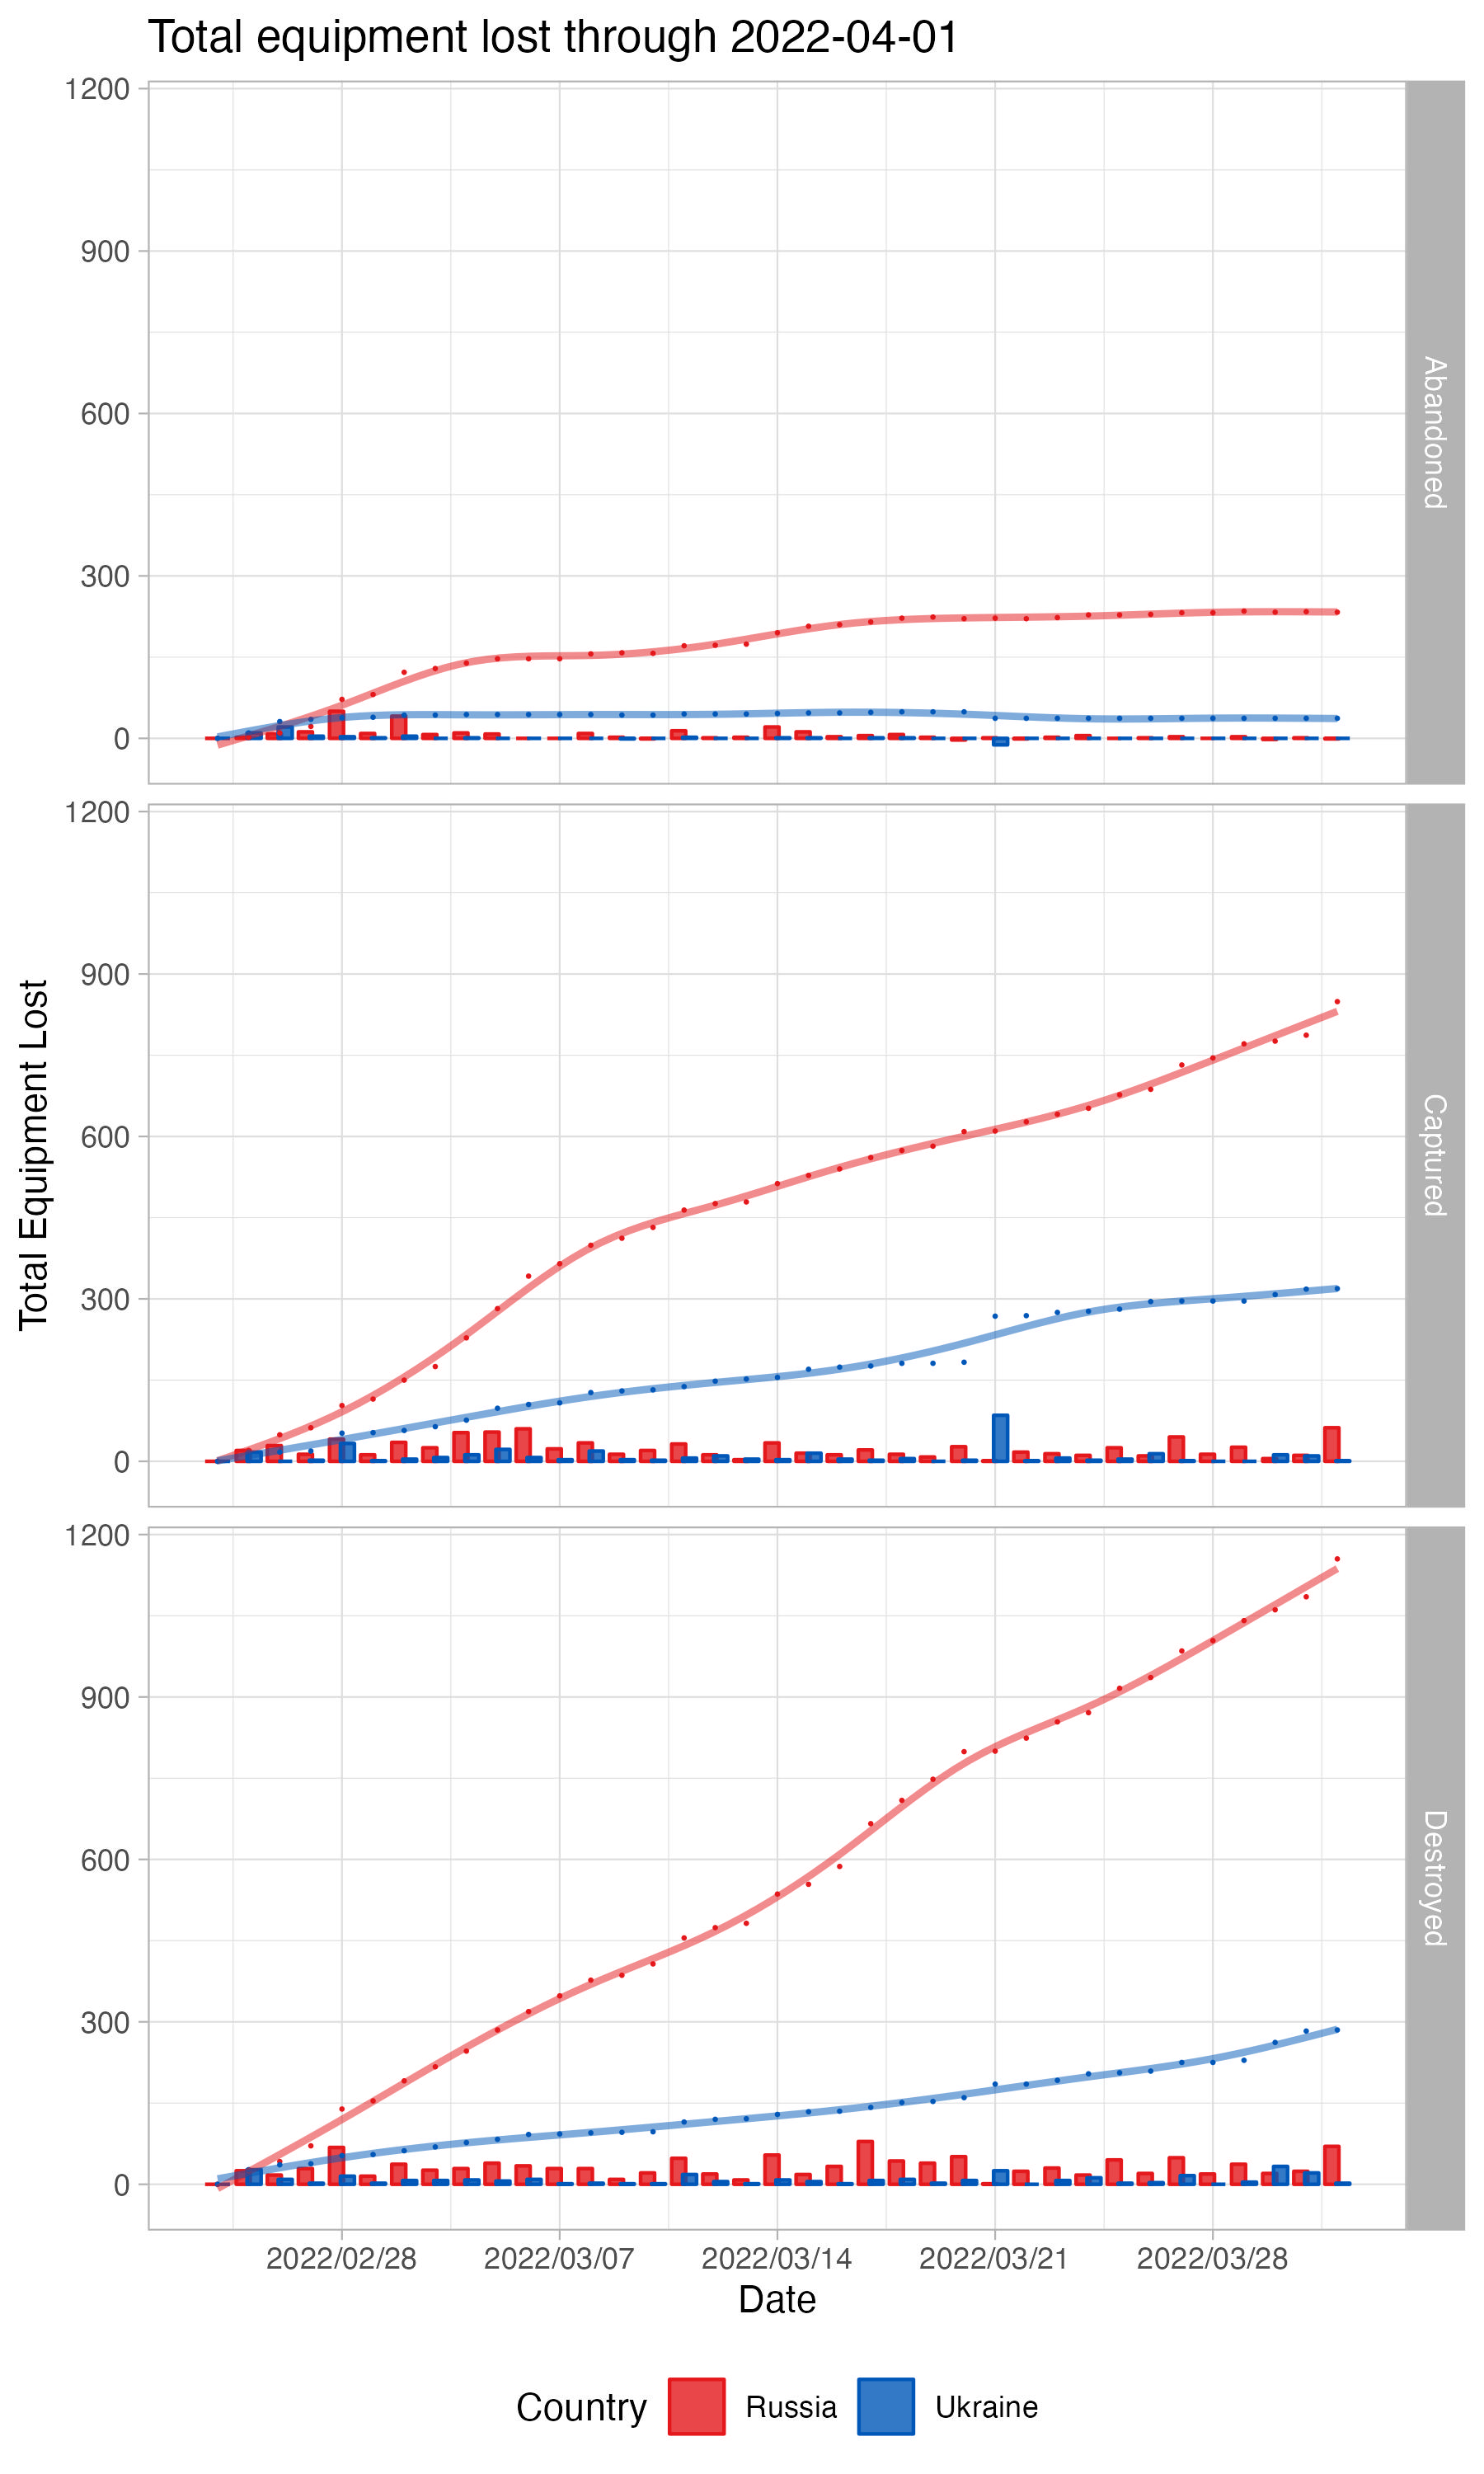 Total equipment lost through 2022-04-01
1200
900
600
300
0
Abandoned
Total Equipment Lost
1200
900
600
300
0
Captured
1200
900
600
300
0
Destroyed
2022/02/28 2022/03/07 2022/03/14 2022/03/21 2022/03/28
Date
Country Russia Ukraine